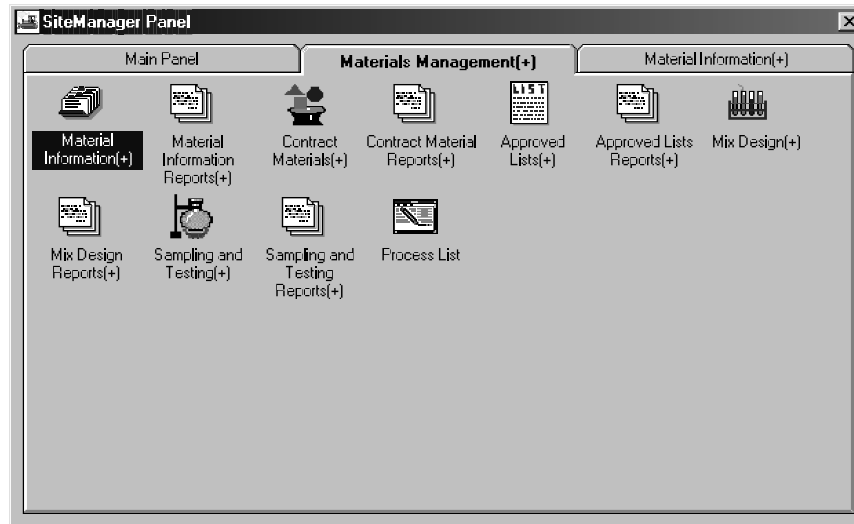 SiteManager Panel
Main Panel
Materials Management(+)
Material Information(+)
Material
Information(+)
Material
Information
Reports(+)
Contract
Materials(+)
Contract Material
Reports(+)
LIST
Approved
Lists(+)
Approved Lists
Reports(+)
Mix Design(+)
Mix Design
Reports(+)
Sampling and
Testing(+)
Sampling and
Testing
Reports(+)
Process List